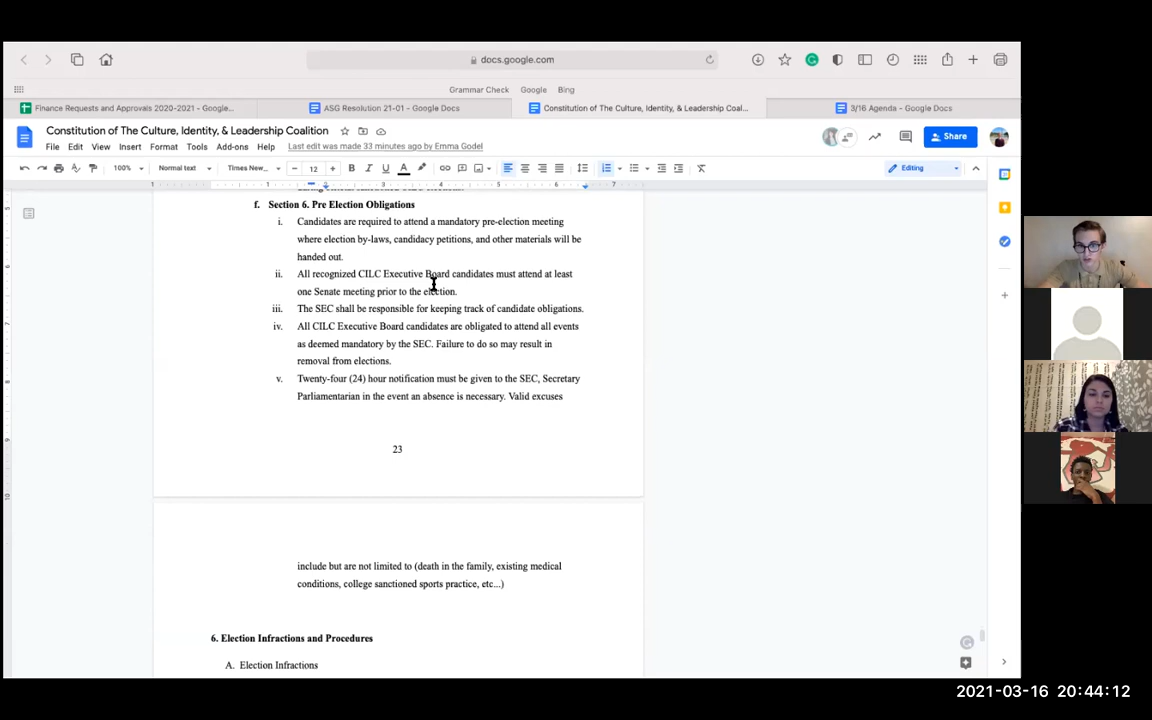 docs.google.com
Grammar Check Google Bing
Finance Requests and Approvals 2020-2021 - Google...
ASG Resolution 21-01 - Google Docs
Constitution of The Culture, Identity, & Leadership Coal...
3/16 Agenda - Google Docs
Constitution of The Culture, Identity, & Leadership Coalition
File Edit View Insert Format Tools Add-ons Help Last edit was made 33 minutes ago by Emma Godel
Share
100% Normal text Times New... 12 Editing
f. Section 6. Pre Election Obligations
i. Candidates are required to attend a mandatory pre-election meeting
where election by-laws, candidacy petitions, and other materials will be
handed out.
ii. All recognized CILC Executive Board candidates must attend at least
one Senate meeting prior to the election.
iii. The SEC shall be responsible for keeping track of candidate obligations.
iv. All CILC Executive Board candidates are obligated to attend all events
as deemed mandatory by the SEC. Failure to do so may result in
removal from elections.
v. Twenty-four (24) hour notification must be given to the SEC, Secretary
Parliamentarian in the event an absence is necessary. Valid excuses
23
include but are not limited to (death in the family, existing medical
conditions, college sanctioned sports practice, etc...)
6. Election Infractions and Procedures
A. Election Infractions
2021-03-16 20:44:12